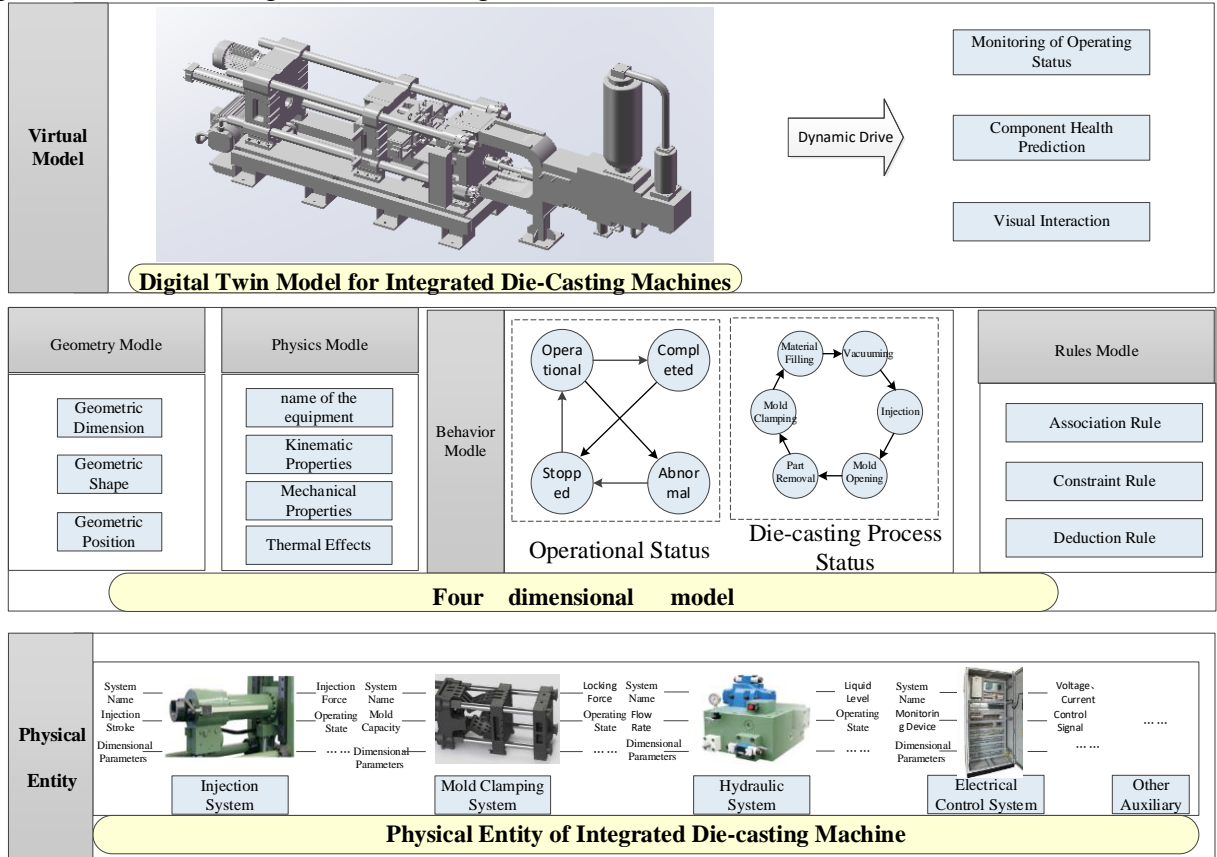 Virtual
Model
Digital Twin Model for Integrated Die-Casting Machines
Dynamic Drive
Monitoring of Operating
Status
Component Health
Prediction
Visual Interaction
Geometry Modle
Geometric
Dimension
Geometric
Shape
Geometric
Position
Physics Modle
name of the
equipment
Kinematic
Properties
Mechanical
Properties
Thermal Effects
Behavior
Modle
Opera
tional
Compl
eted
Stopp
ed
Abnor
mal
Operational Status
Material
Filling
Vacuuming
Injection
Mold
Opening
Part
Removal
Mold
Clamping
Die-casting Process
Status
Rules Modle
Association Rule
Constraint Rule
Deduction Rule
Four dimensional model
Physical
Entity
System
Name
Injection
Stroke
Dimensional
Parameters
Injection
Force
Operating
State
... ...
Injection
System
System
Name
Mold
Capacity
Dimensional
Parameters
Locking
Force
Operating
State
... ...
Mold Clamping
System
System
Name
Flow
Rate
Dimensional
Parameters
Liquid
Level
Operating
State
... ...
Hydraulic
System
System
Name
Monitorin
g Device
Dimensional
Parameters
Voltage、
Current
Control
Signal
... ...
Electrical
Control System
... ...
Other
Auxiliary
Physical Entity of Integrated Die-casting Machine